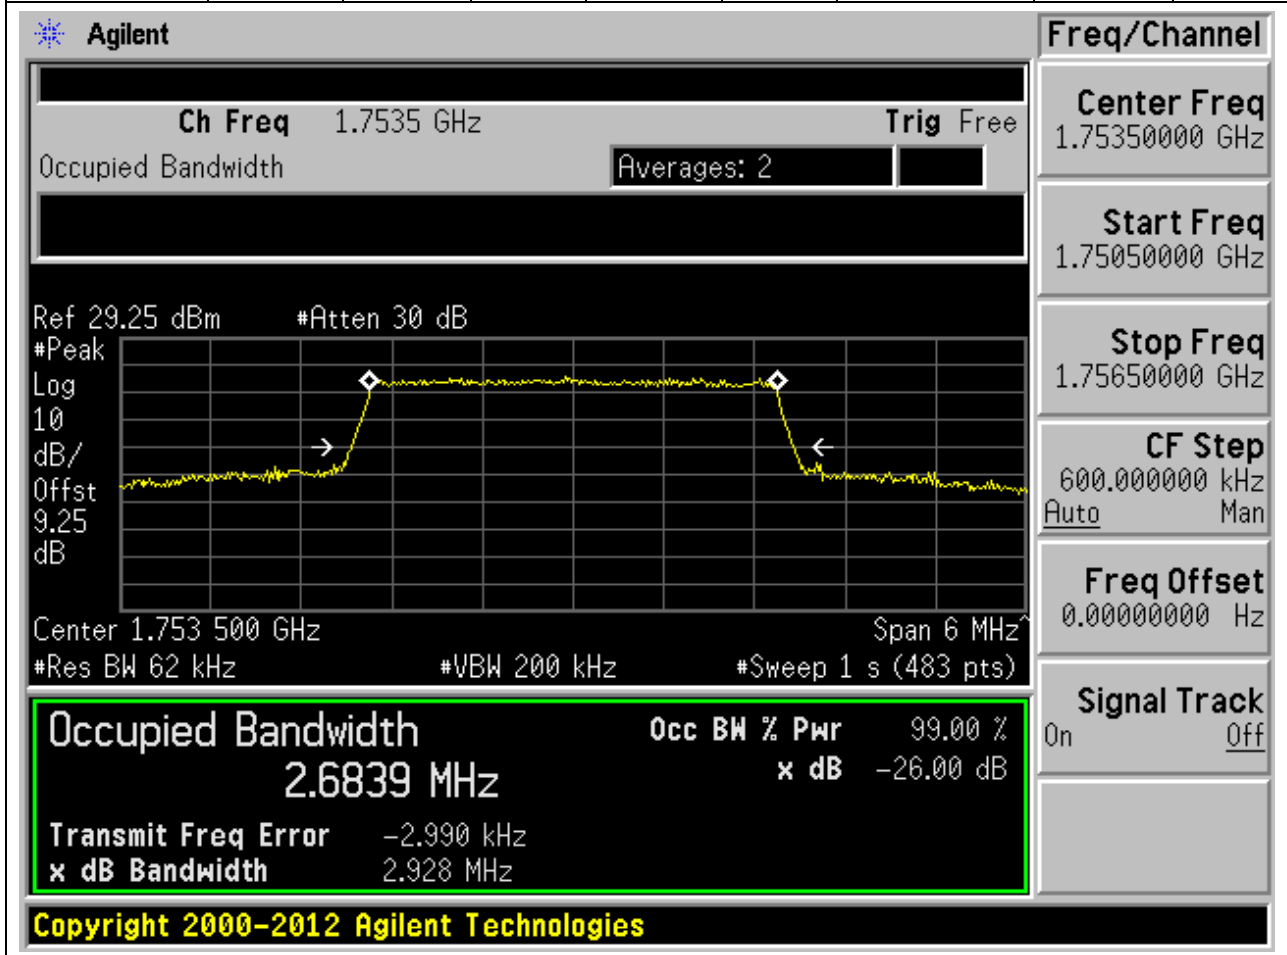 Agilent
Freq/Channel
Ch Freq 1.7535 GHz Trig Free
Occupied Bandwidth Averages: 2
Center Freq
1.75350000 GHz
Start Freq
1.75050000 GHz
Stop Freq
1.75650000 GHz
CF Step
600.000000 kHz
Auto Man
Freq Offset
0.00000000 Hz
Signal Track
On Off
Ref 29.25 dBm #Atten 30 dB
#Peak
Log
10
dB/
Offst
9.25
dB
Center 1.753 500 GHz Span 6 MHz^
#Res BW 62 kHz #VBW 200 kHz #Sweep 1 s (483 pts)
Occupied Bandwidth Occ BW % Pwr 99.00 %
2.6839 MHz x dB -26.00 dB
Transmit Freq Error -2.990 kHz
x dB Bandwidth 2.928 MHz
Copyright 2000-2012 Agilent Technologies